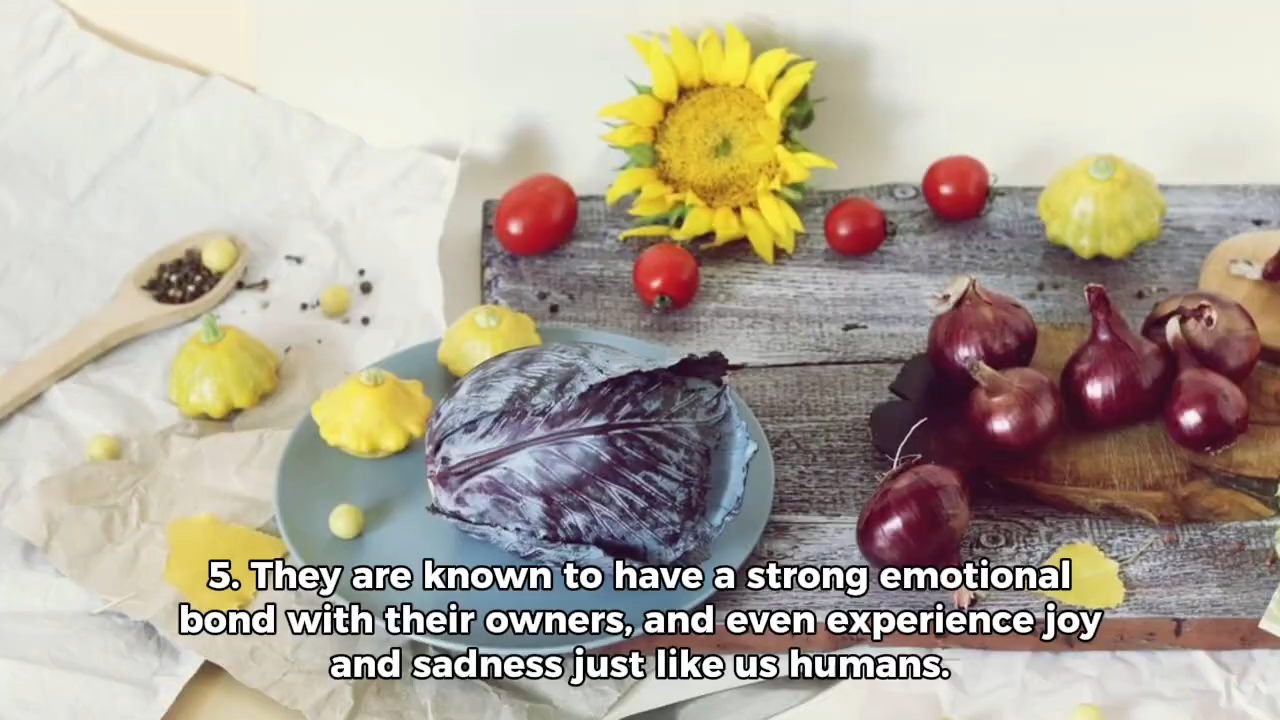 5. They are known to have a strong emotional
bond with their owners, and even experience joy
and sadness just like us humans.